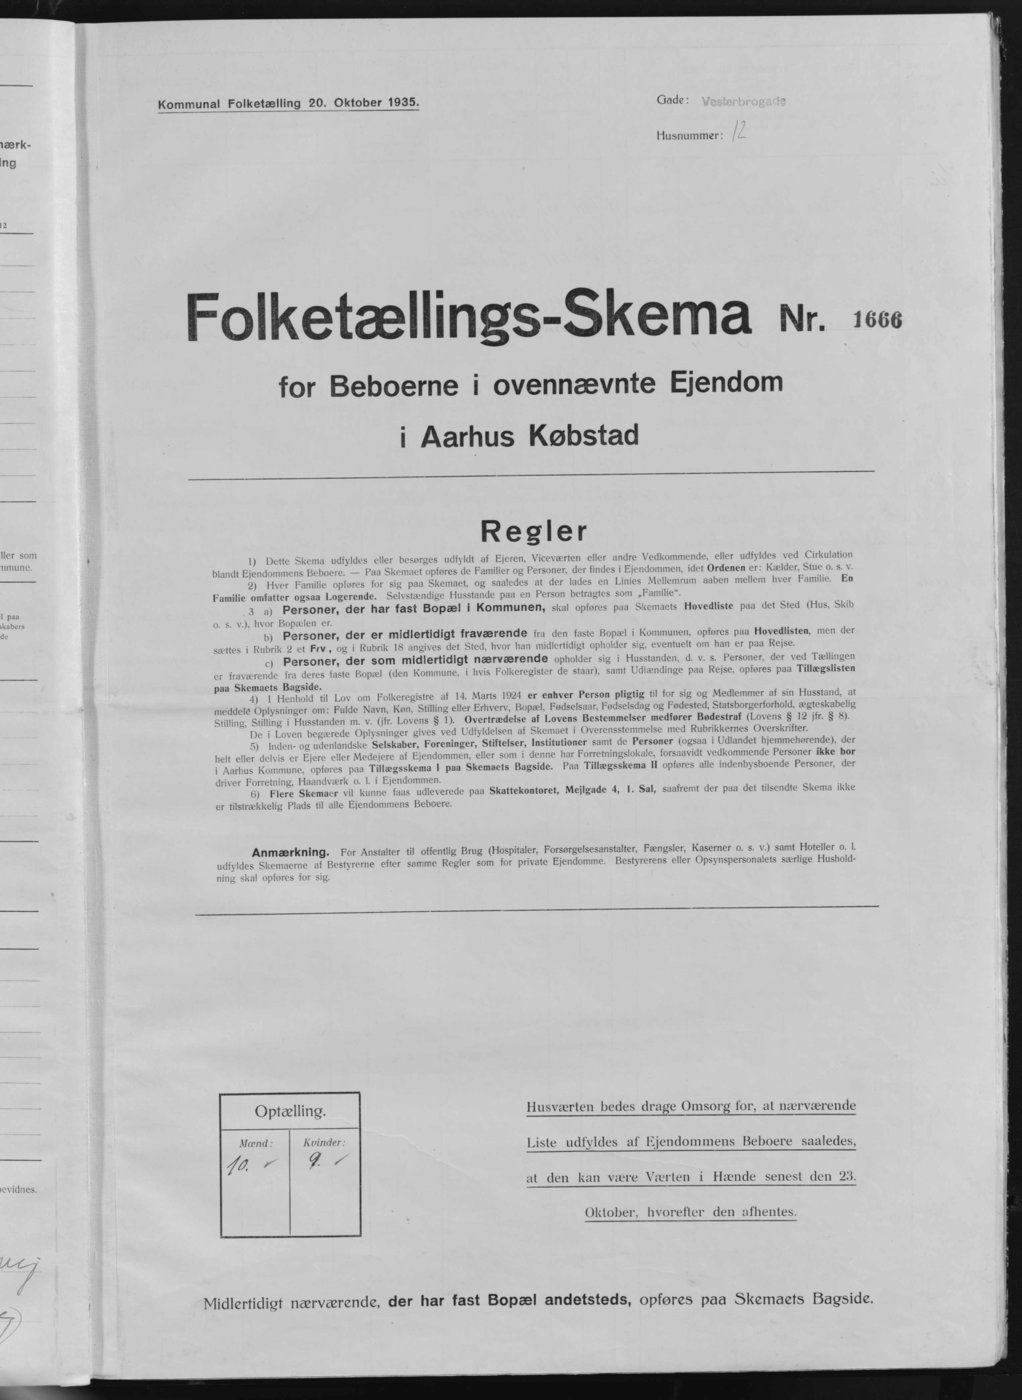 Kommunal Folketælling 20. Oktober 1935.
Gade: Vesterbrogade
Husnummer: 12
Folketællings-Skema Nr. 1666
for Beboerne i ovennævnte Ejendom
i Aarhus Købstad
Regler
1) Dette Skema udfyldes eller besørges udfyldt af Ejeren, Viceværten eller andre Vedkommende, eller udfyldes ved Cirkulation
blandt Ejendommens Beboere. — Paa Skemaet opføres de Familier og Personer, der findes i Ejendommen, idet Ordenen er: Kælder, Stue o. s. v.
2) Hver Familie opføres for sig paa Skemaet, og saaledes at der lades en Linies Mellemrum aaben mellem hver Familie. En
Familie omfatter ogsaa Logerende. Selvstændige Husstande paa en Person betragtes som „Familie".
3 a) Personer, der har fast Bopæl i Kommunen, skal opføres paa Skemaets Hovedliste paa det Sted (Hus, Skib
o. s. v.), hvor Bopælen er.
b) Personer, der er midlertidigt fraværende fra den faste Bopæl i Kommunen, opføres paa Hovedlisten, men der
sættes i Rubrik 2 et Frv, og i Rubrik 18 angives det Sted, hvor han midlertidigt opholder sig, eventuelt om han er paa Rejse.
c) Personer, der som midlertidigt nærværende opholder sig i Husstanden, d. v. s. Personer, der ved Tællingen
er fraværende fra deres faste Bopæl (den Kommune, i hvis Folkeregister de staar), samt Udlændinge paa Rejse, opføres paa Tillægslisten
paa Skemaets Bagside.
4) I Henhold til Lov om Folkeregistre af 14. Marts 1924 er enhver Person pligtig til for sig og Medlemmer af sin Husstand, at
meddele Oplysninger om: Fulde Navn, Køn, Stilling eller Erhverv, Bopæl, Fødselsaar, Fødselsdag og Fødested, Statsborgerforhold, ægteskabelig
Stilling, Stilling i Husstanden m. v. (jfr. Lovens § 1). Overtrædelse af Lovens Bestemmelser medfører Bødestraf (Lovens § 12 jfr. § 8).
De i Loven begærede Oplysninger gives ved Udfyldelsen af Skemaet i Overensstemmelse med Rubrikkernes Overskrifter.
5) Inden- og udenlandske Selskaber, Foreninger, Stiftelser, Institutioner samt de Personer (ogsaa i Udlandet hjemmehørende), der
helt eller delvis er Ejere eller Medejere af Ejendommen, eller som i denne har Forretningslokale, forsaavidt vedkommende Personer ikke bor
i Aarhus Kommune, opføres paa Tillægsskema I paa Skemaets Bagside. Paa Tillægsskema II opføres alle indenbysboende Personer, der
driver Forretning, Haandværk o. l. i Ejendommen.
6) Flere Skemaer vil kunne faas udleverede paa Skattekontoret, Mejlgade 4, 1. Sal, saafremt der paa det tilsendte Skema ikke
er tilstrækkelig Plads til alle Ejendommens Beboere.
Anmærkning. For Anstalter til offentlig Brug (Hospitaler, Forsørgelsesanstalter, Fængsler, Kaserner o. s. v.) samt Hoteller o. l.
udfyldes Skemaerne af Bestyrerne efter samme Regler som for private Ejendomme. Bestyrerens eller Opsynspersonalets særlige Hushold-
ning skal opføres for sig.
Optælling.
Mænd: Kvinder:
10. ✓ 9. ✓
Husværten bedes drage Omsorg for, at nærværende
Liste udfyldes af Ejendommens Beboere saaledes,
at den kan være Værten i Hænde senest den 23.
Oktober, hvorefter den afhentes.
Midlertidigt nærværende, der har fast Bopæl andetsteds, opføres paa Skemaets Bagside.